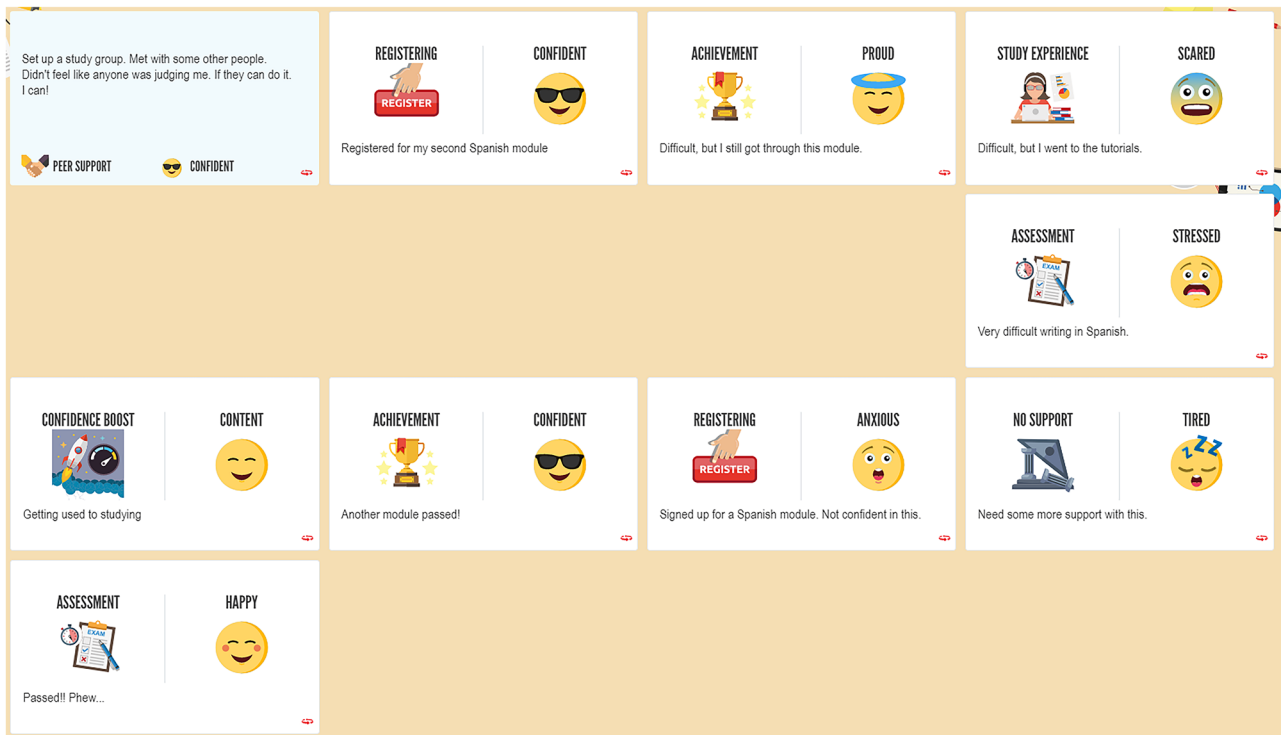 Set up a study group. Met with some other people.
Didn't feel like anyone was judging me. If they can do it.
I can!
PEER SUPPORT
CONFIDENT
REGISTERING
CONFIDENT
REGISTER
Registered for my second Spanish module
ACHIEVEMENT
PROUD
Difficult, but I still got through this module.
STUDY EXPERIENCE
SCARED
Difficult, but I went to the tutorials.
ASSESSMENT
STRESSED
EXAM
Very difficult writing in Spanish.
CONFIDENCE BOOST
CONTENT
Getting used to studying
ACHIEVEMENT
CONFIDENT
Another module passed!
REGISTERING
ANXIOUS
REGISTER
Signed up for a Spanish module. Not confident in this.
NO SUPPORT
TIRED
Z Z Z
Need some more support with this.
ASSESSMENT
HAPPY
EXAM
Passed!! Phew...